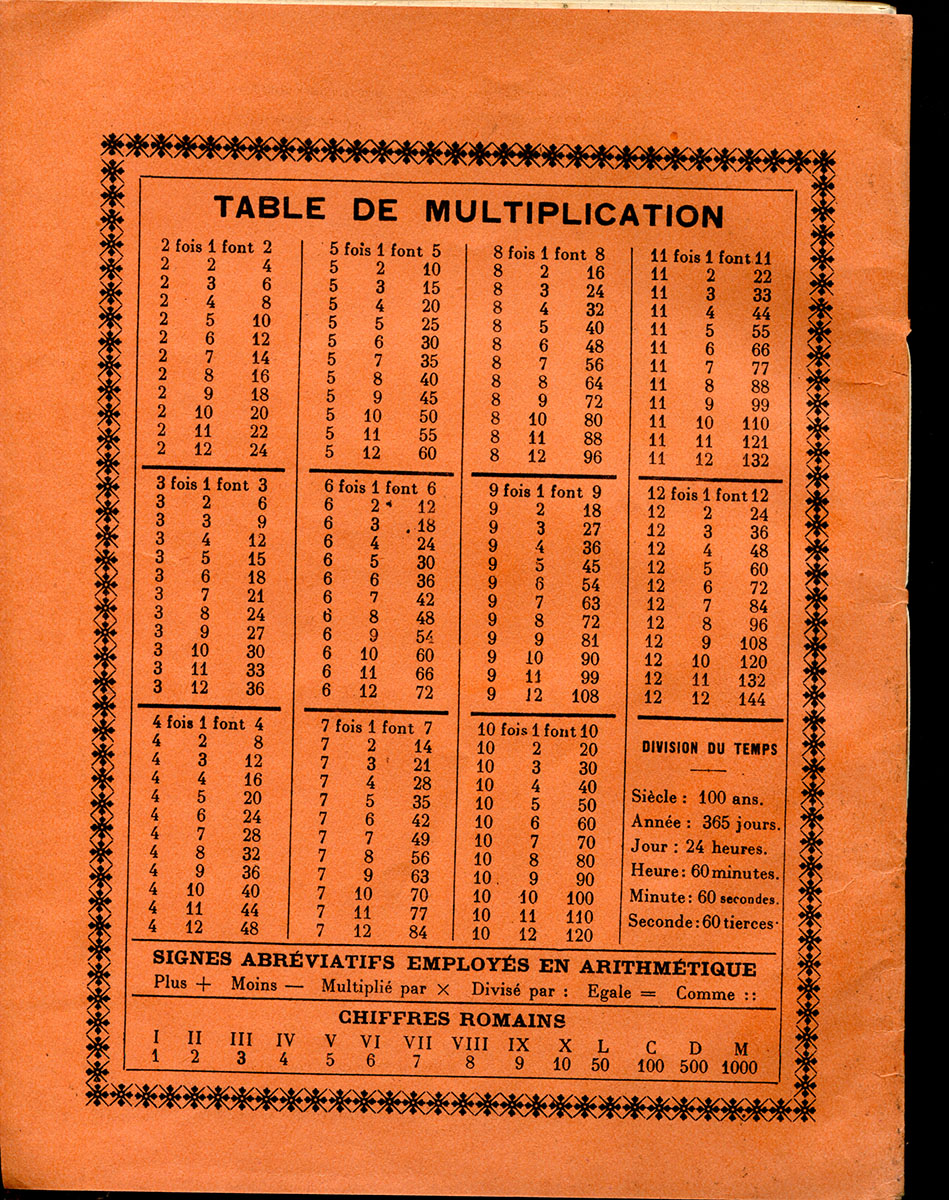 TABLE DE MULTIPLICATION
2 fois 1 font 2
2 2 4
2 3 6
2 4 8
2 5 10
2 6 12
2 7 14
2 8 16
2 9 18
2 10 20
2 11 22
2 12 24
3 fois 1 font 3
3 2 6
3 3 9
3 4 12
3 5 15
3 6 18
3 7 21
3 8 24
3 9 27
3 10 30
3 11 33
3 12 36
4 fois 1 font 4
4 2 8
4 3 12
4 4 16
4 5 20
4 6 24
4 7 28
4 8 32
4 9 36
4 10 40
4 11 44
4 12 48
5 fois 1 font 5
5 2 10
5 3 15
5 4 20
5 5 25
5 6 30
5 7 35
5 8 40
5 9 45
5 10 50
5 11 55
5 12 60
6 fois 1 font 6
6 2 12
6 3 18
6 4 24
6 5 30
6 6 36
6 7 42
6 8 48
6 9 54
6 10 60
6 11 66
6 12 72
7 fois 1 font 7
7 2 14
7 3 21
7 4 28
7 5 35
7 6 42
7 7 49
7 8 56
7 9 63
7 10 70
7 11 77
7 12 84
8 fois 1 font 8
8 2 16
8 3 24
8 4 32
8 5 40
8 6 48
8 7 56
8 8 64
8 9 72
8 10 80
8 11 88
8 12 96
9 fois 1 font 9
9 2 18
9 3 27
9 4 36
9 5 45
9 6 54
9 7 63
9 8 72
9 9 81
9 10 90
9 11 99
9 12 108
10 fois 1 font 10
10 2 20
10 3 30
10 4 40
10 5 50
10 6 60
10 7 70
10 8 80
10 9 90
10 10 100
10 11 110
10 12 120
11 fois 1 font 11
11 2 22
11 3 33
11 4 44
11 5 55
11 6 66
11 7 77
11 8 88
11 9 99
11 10 110
11 11 121
11 12 132
12 fois 1 font 12
12 2 24
12 3 36
12 4 48
12 5 60
12 6 72
12 7 84
12 8 96
12 9 108
12 10 120
12 11 132
12 12 144
DIVISION DU TEMPS
Siècle : 100 ans.
Année : 365 jours.
Jour : 24 heures.
Heure : 60 minutes.
Minute : 60 secondes.
Seconde : 60 tierces.
SIGNES ABRÉVIATIFS EMPLOYÉS EN ARITHMÉTIQUE
Plus + Moins — Multiplié par × Divisé par : Egale = Comme ::
CHIFFRES ROMAINS
I II III IV V VI VII VIII IX X L C D M
1 2 3 4 5 6 7 8 9 10 50 100 500 1000